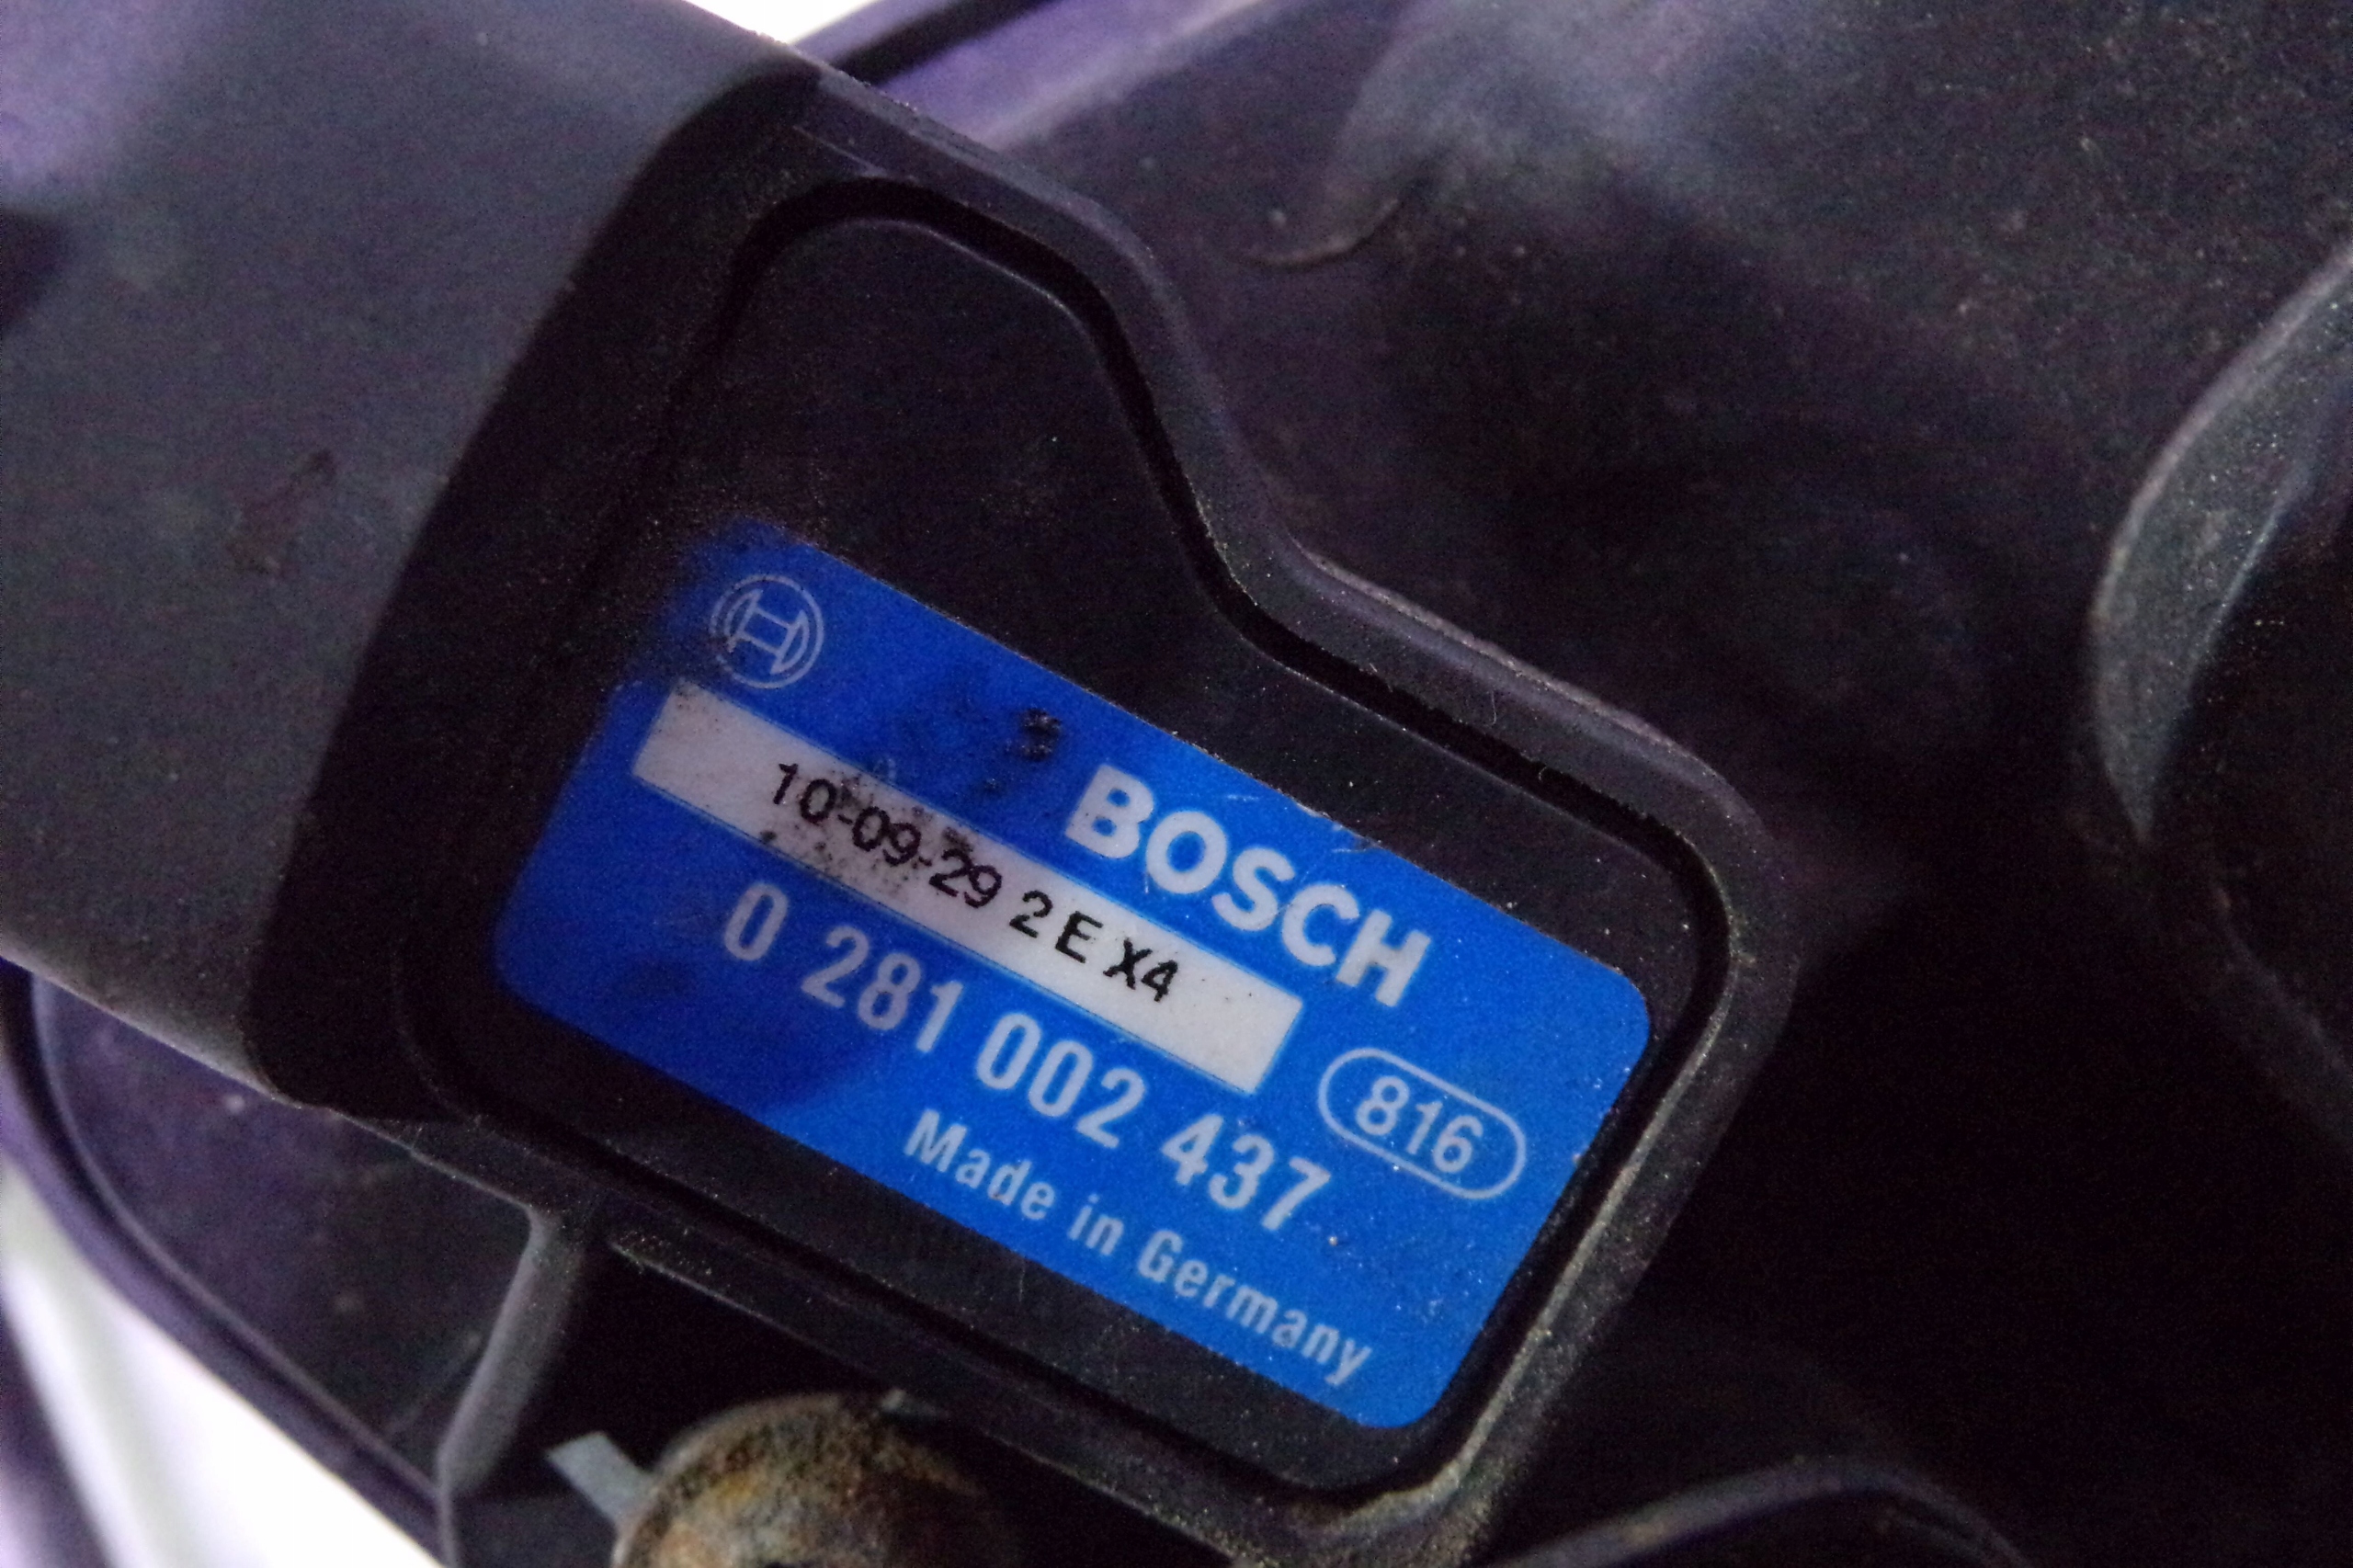 BOSCH
10-09-29 2 E X4
0 281 002 437
816
Made in Germany